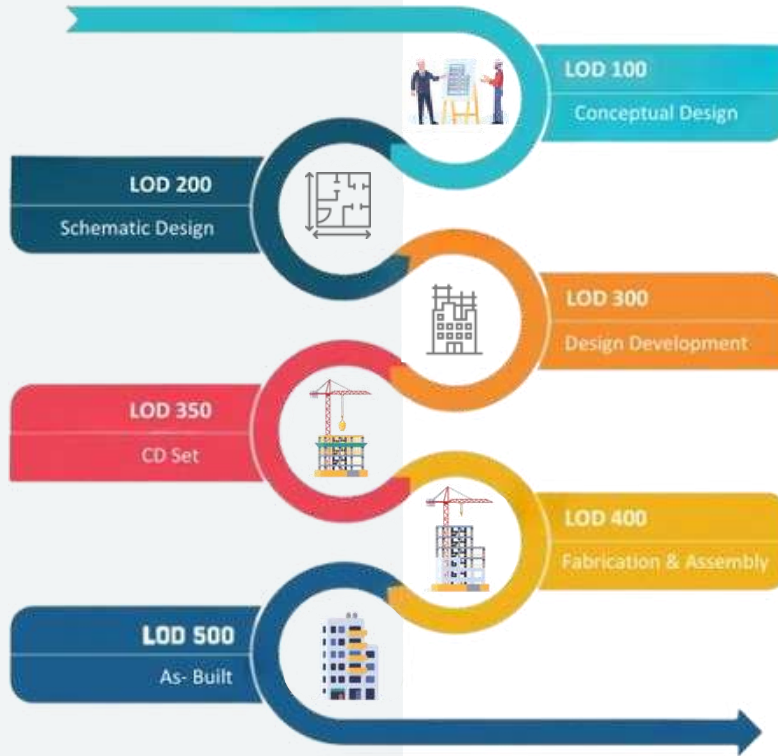 LOD 100
Conceptual Design
LOD 200
Schematic Design
LOD 300
Design Development
LOD 350
CD Set
LOD 400
Fabrication & Assembly
LOD 500
As- Built